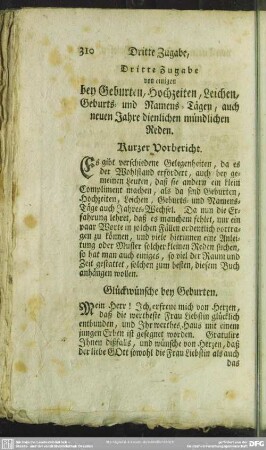 310 Dritte Zugabe,
Dritte Zugabe
von einigen
bey Geburten, Hochzeiten, Leichen,
Geburts- und Namens-Tägen, auch
neuen Jahre dienlichen mündlichen
Reden.
Kurzer Vorbericht.
Es gibt verschiedene Gelegenheiten, da es
der Wohlstand erfordert, auch bey ge-
meinen Leuten, daß sie andern ein klein
Compliment machen, als da sind Geburten,
Hochzeiten, Leichen, Geburts- und Namens-
Täge auch Jahres-Wechsel. Da nun die Er-
fahrung lehret, daß es manchem fehlet, nur ein
paar Worte in solchen Fällen ordentlich vortra-
gen zu können, und viele hierinnen eine Anlei-
tung oder Muster solcher kleinen Reden suchen,
so hat man auch einiges, so viel der Raum und
Zeit gestattet, solchen zum besten, diesem Buch
anhängen wollen.
Glückwünsche bey Geburten.
Mein Herr! Ich erfreue mich von Herzen,
daß die wertheste Frau Liebstin glücklich
entbunden, und Ihr werthes Haus mit einem
jungen Erben ist gesegnet worden. Gratulire
Ihnen dißfalls, und wünsche von Herzen, daß
der liebe GOtt sowohl die Frau Liebstin als auch
das